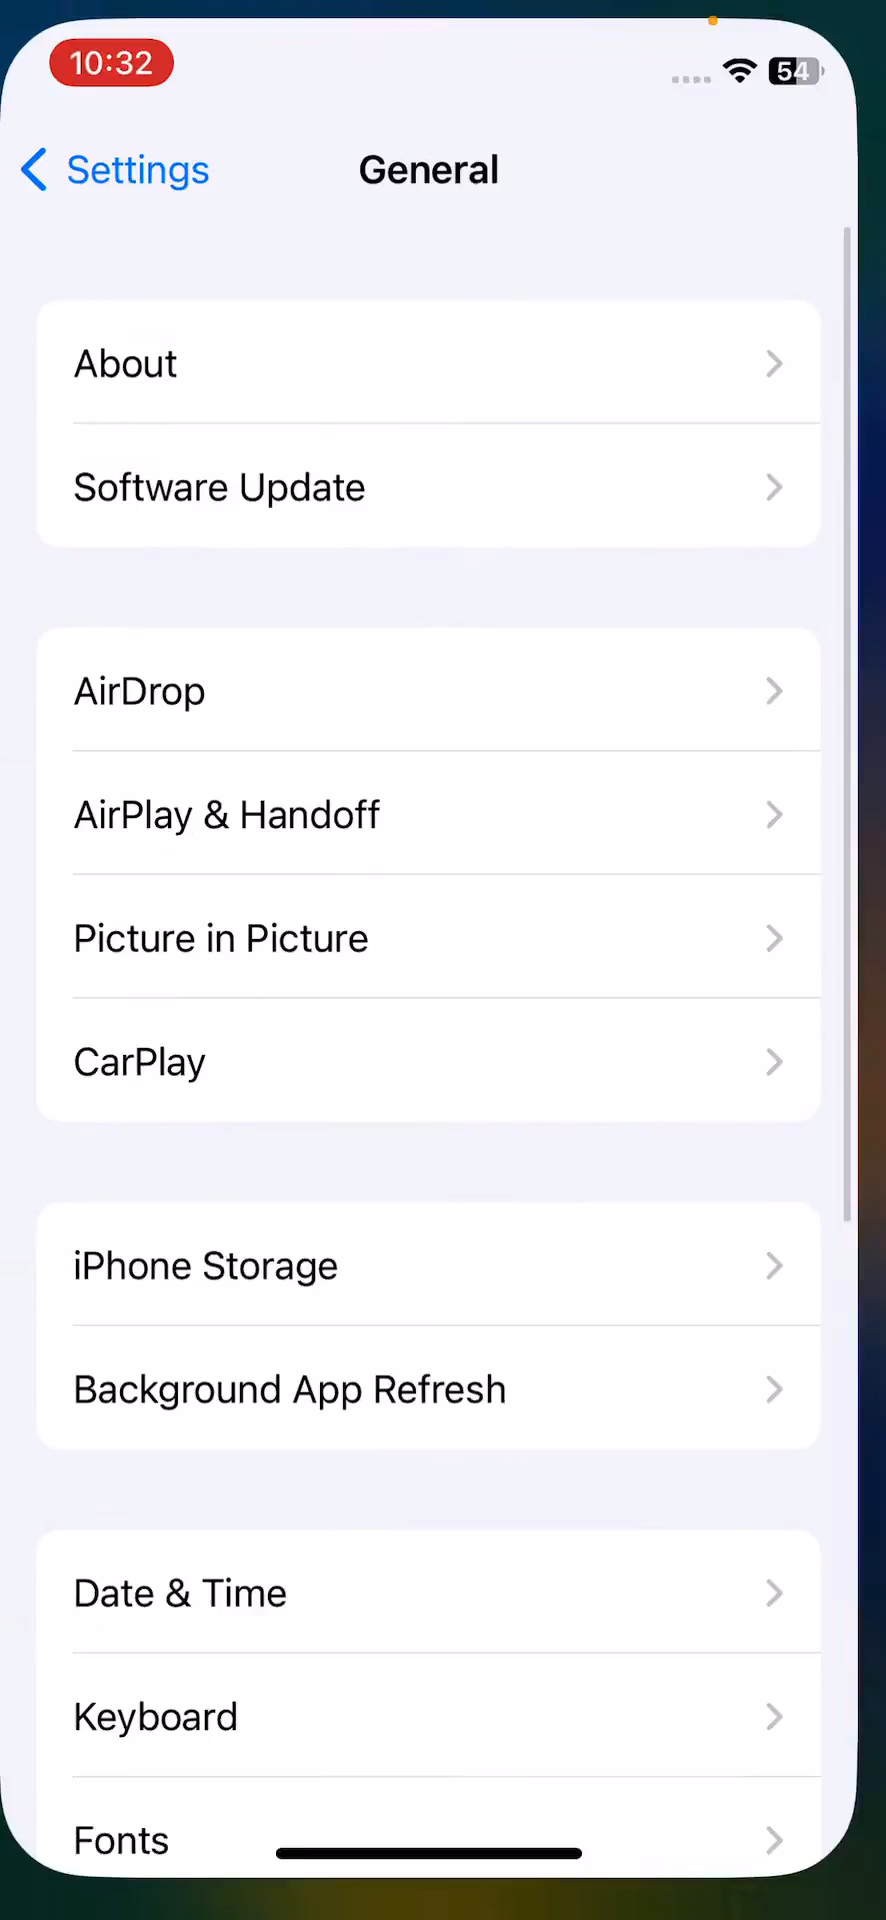 10:32
54
Settings
General
About
Software Update
AirDrop
AirPlay & Handoff
Picture in Picture
CarPlay
iPhone Storage
Background App Refresh
Date & Time
Keyboard
Fonts